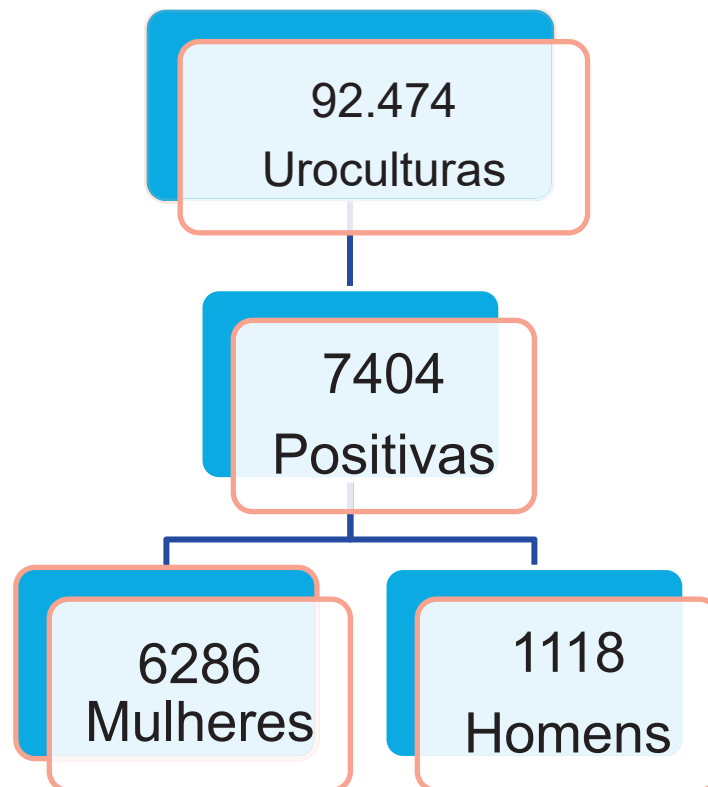 92.474
Uroculturas
7404
Positivas
6286
Mulheres
1118
Homens